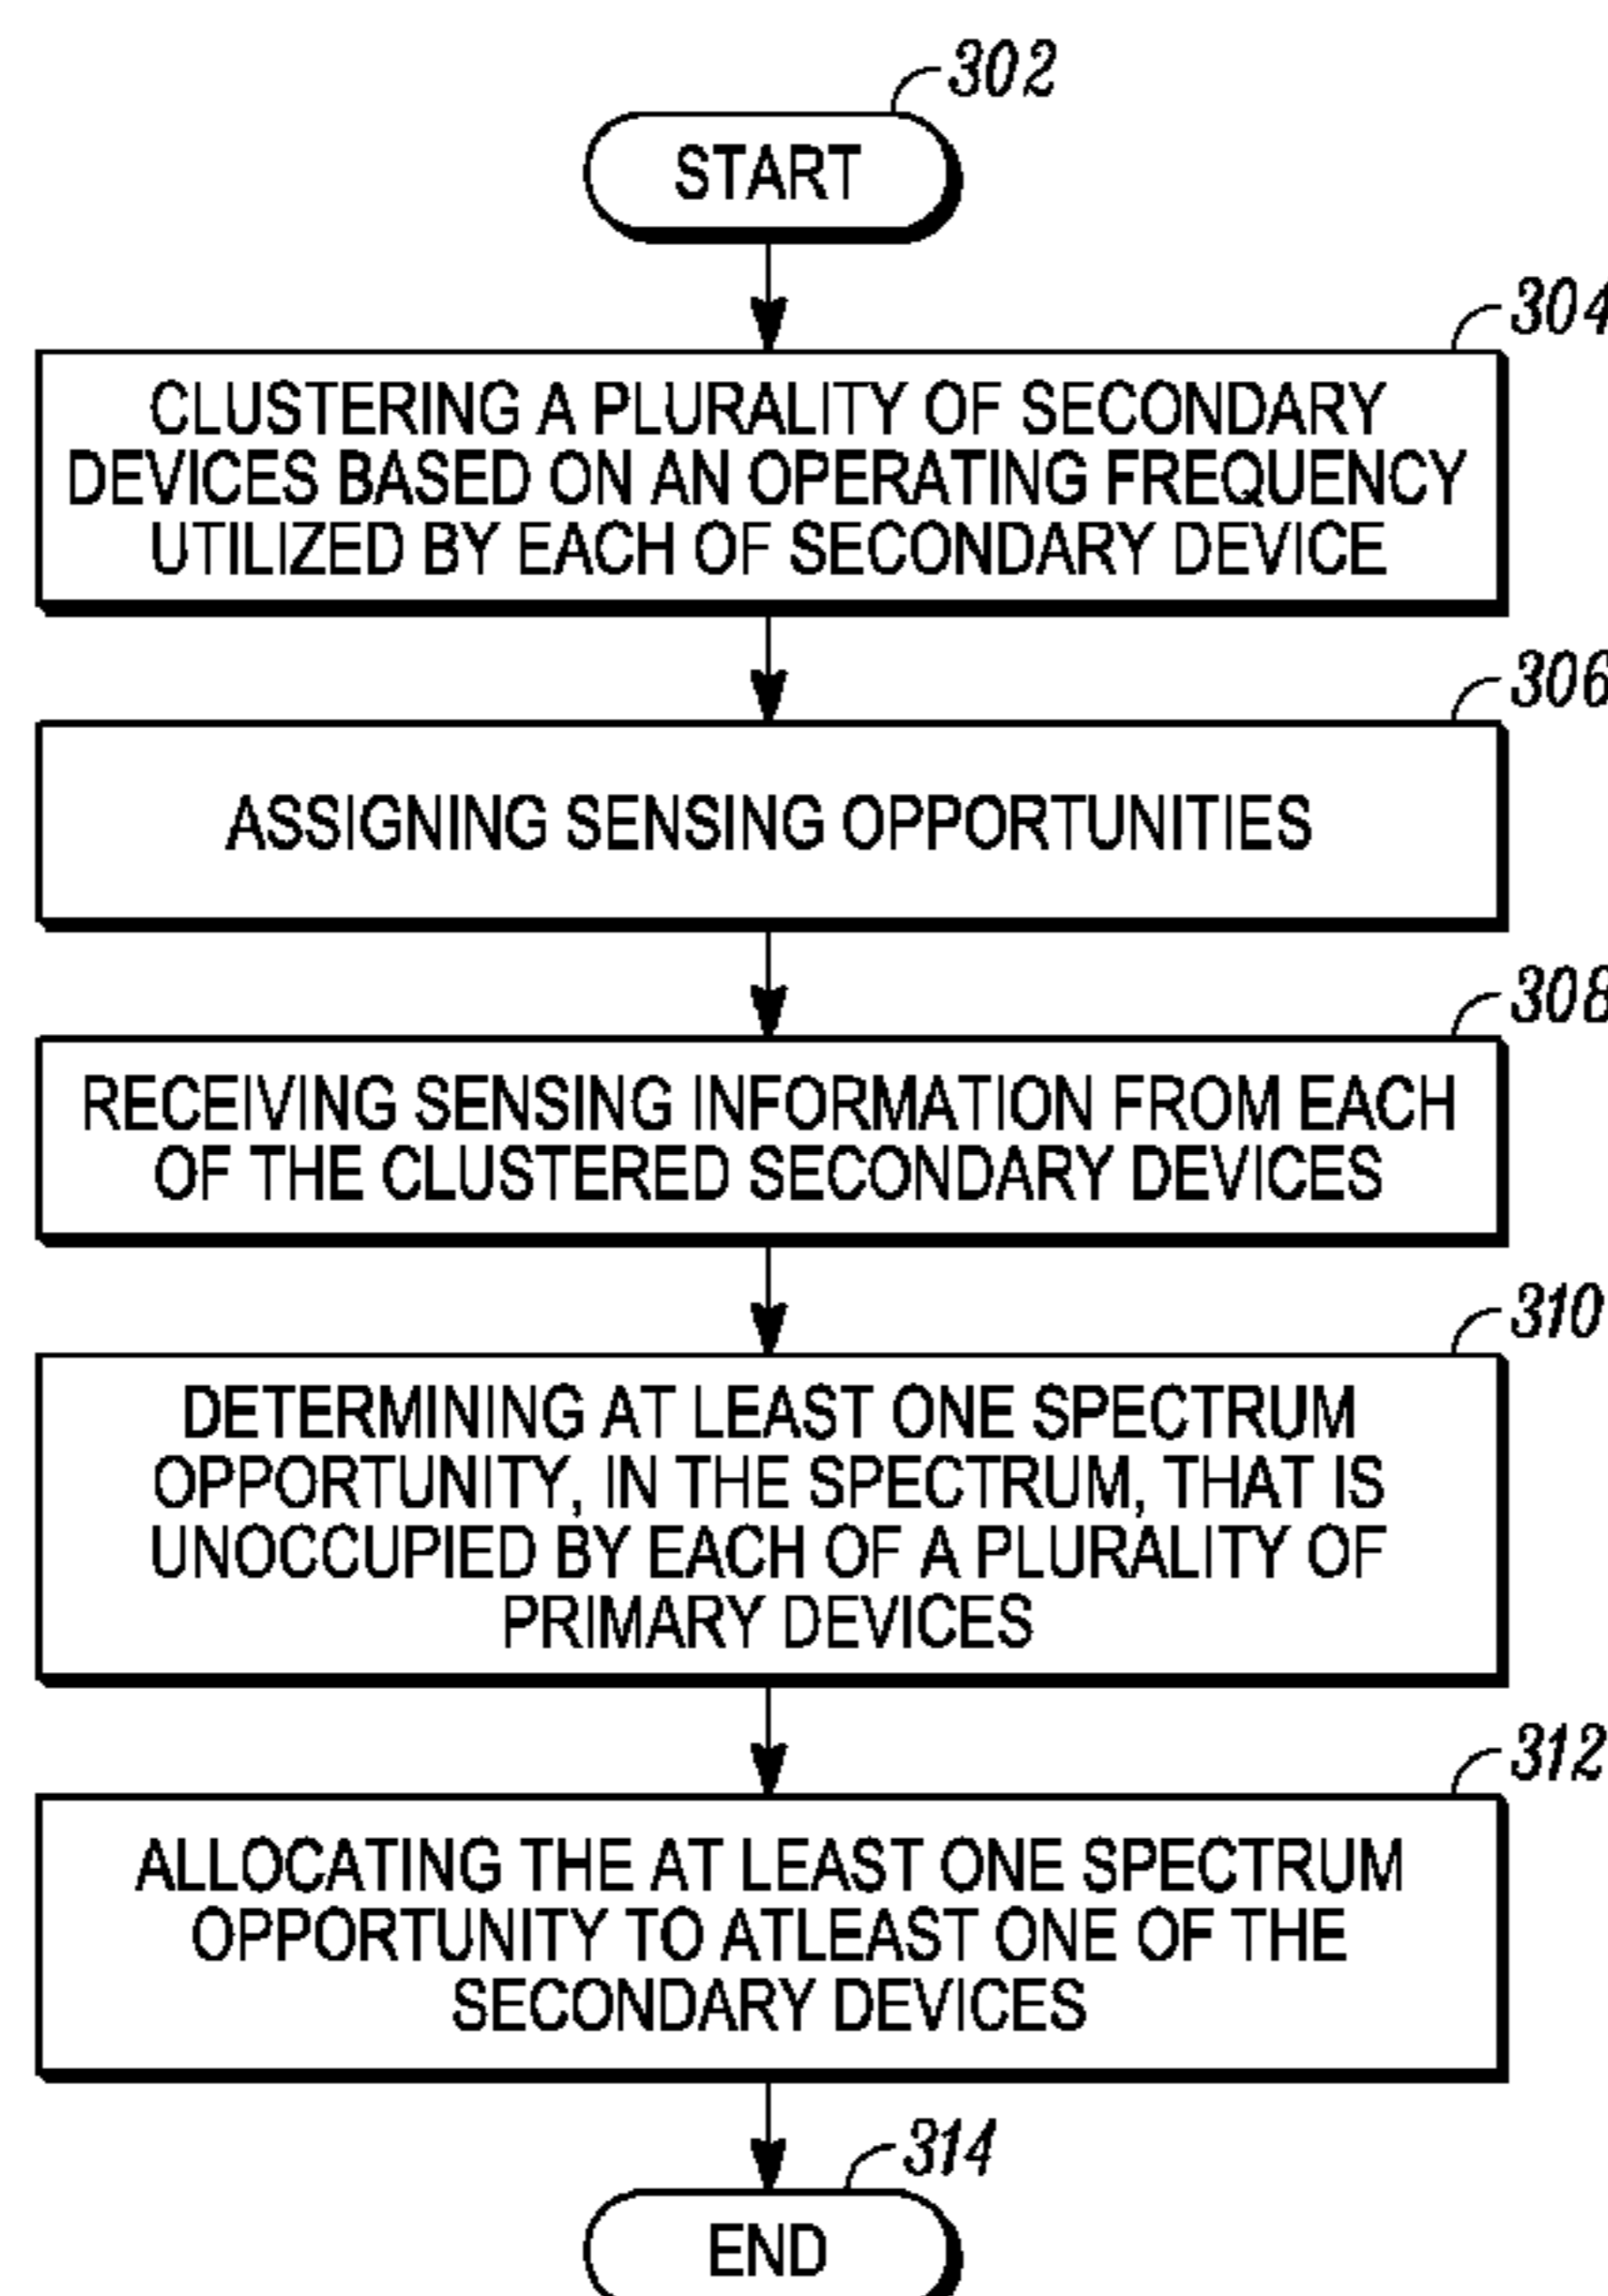 302
START
304
CLUSTERING A PLURALITY OF SECONDARY
DEVICES BASED ON AN OPERATING FREQUENCY
UTILIZED BY EACH OF SECONDARY DEVICE
306
ASSIGNING SENSING OPPORTUNITIES
308
RECEIVING SENSING INFORMATION FROM EACH
OF THE CLUSTERED SECONDARY DEVICES
310
DETERMINING AT LEAST ONE SPECTRUM
OPPORTUNITY, IN THE SPECTRUM, THAT IS
UNOCCUPIED BY EACH OF A PLURALITY OF
PRIMARY DEVICES
312
ALLOCATING THE AT LEAST ONE SPECTRUM
OPPORTUNITY TO ATLEAST ONE OF THE
SECONDARY DEVICES
314
END